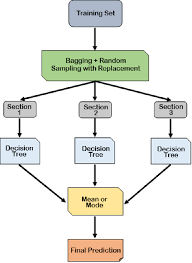 Training Set
Bagging + Random
Sampling with Replacement
Section
1
Section
2
Section
3
Decision
Tree
Decision
Tree
Decision
Tree
Mean or
Mode
Final Prediction